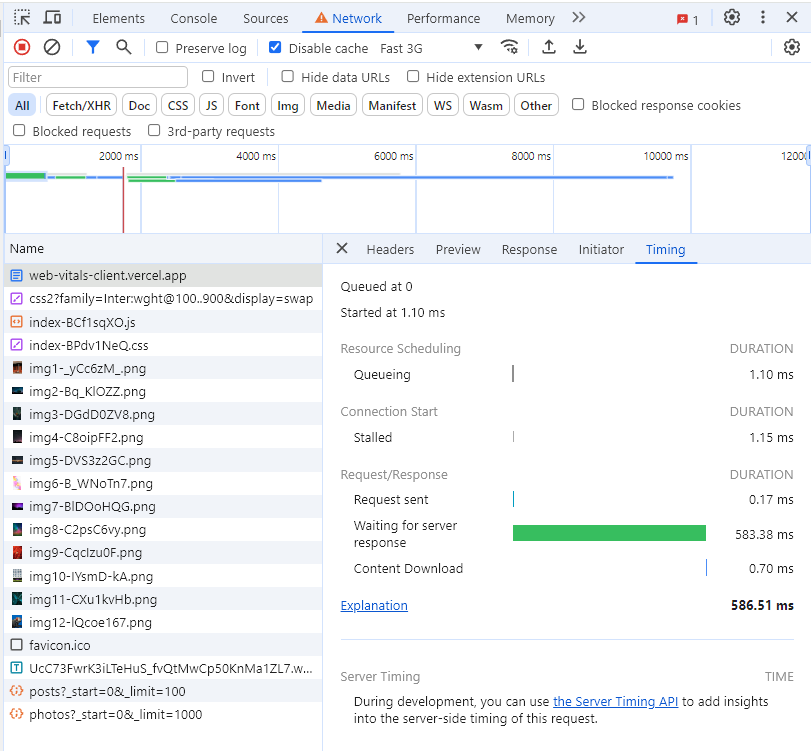 Elements Console Sources Network Performance Memory 1
Preserve log Disable cache Fast 3G
Filter Invert Hide data URLs Hide extension URLs
All Fetch/XHR Doc CSS JS Font Img Media Manifest WS Wasm Other Blocked response cookies
Blocked requests 3rd-party requests
2000 ms 4000 ms 6000 ms 8000 ms 10000 ms 12000
Name
web-vitals-client.vercel.app
css2?family=Inter:wght@100..900&display=swap
index-BCf1sqXO.js
index-BPdv1NeQ.css
img1-_yCc6zM_.png
img2-Bq_KlOZZ.png
img3-DGdD0ZV8.png
img4-C8oipFF2.png
img5-DVS3z2GC.png
img6-B_WNoTn7.png
img7-BlDOoHQG.png
img8-C2psC6vy.png
img9-CqcIzu0F.png
img10-IYsmD-kA.png
img11-CXu1kvHb.png
img12-lQcoe167.png
favicon.ico
UcC73FwrK3iLTeHuS_fvQtMwCp50KnMa1ZL7.w...
posts?_start=0&_limit=100
photos?_start=0&_limit=1000
Headers Preview Response Initiator Timing
Queued at 0
Started at 1.10 ms
Resource Scheduling DURATION
Queueing 1.10 ms
Connection Start DURATION
Stalled 1.15 ms
Request/Response DURATION
Request sent 0.17 ms
Waiting for server
response 583.38 ms
Content Download 0.70 ms
Explanation 586.51 ms
Server Timing TIME
During development, you can use the Server Timing API to add insights
into the server-side timing of this request.